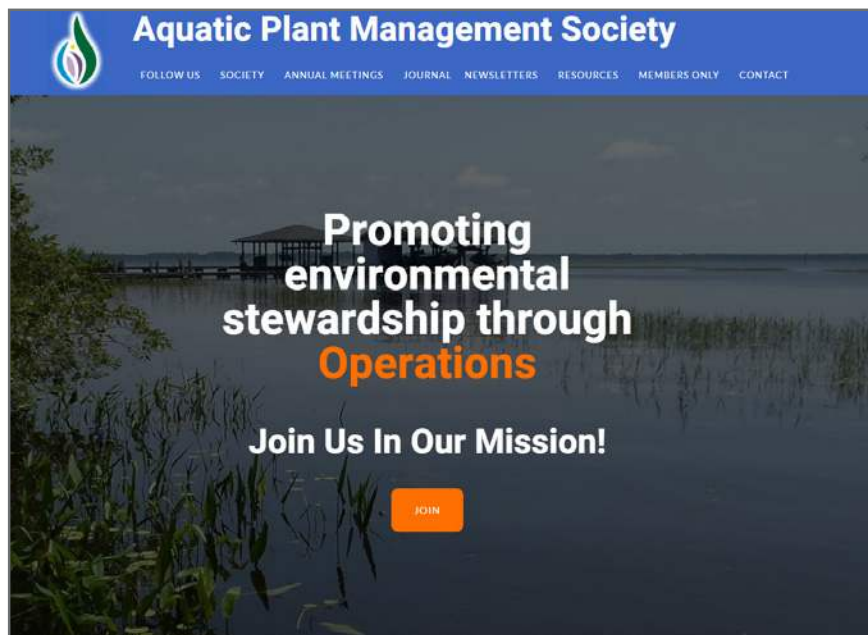 Aquatic Plant Management Society
FOLLOW US SOCIETY ANNUAL MEETINGS JOURNAL NEWSLETTERS RESOURCES MEMBERS ONLY CONTACT
Promoting
environmental
stewardship through
Operations
Join Us In Our Mission!
JOIN